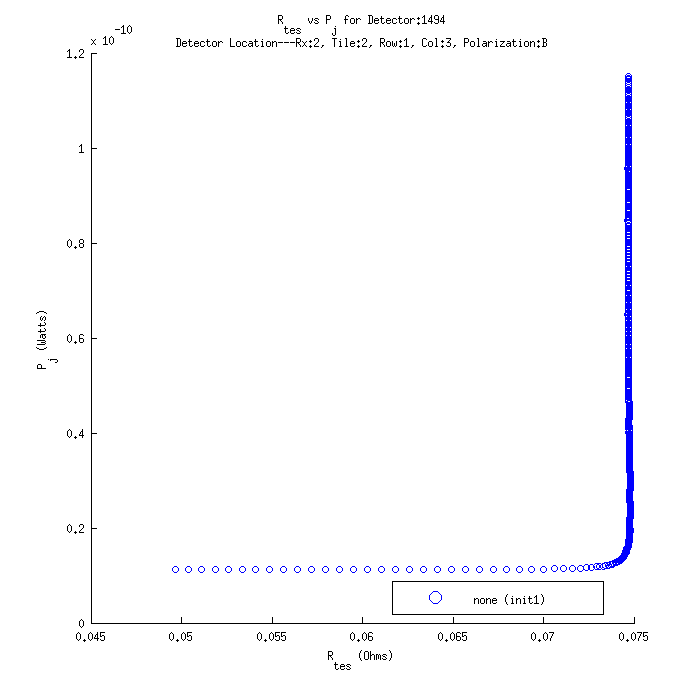 R_tes vs P_j for Detector:1494
x 10^-10
Detector Location---Rx:2, Tile:2, Row:1, Col:3, Polarization:B
1.2
1
0.8
0.6
0.4
0.2
0
P_j (Watts)
none (init1)
0.045 0.05 0.055 0.06 0.065 0.07 0.075
R_tes (Ohms)